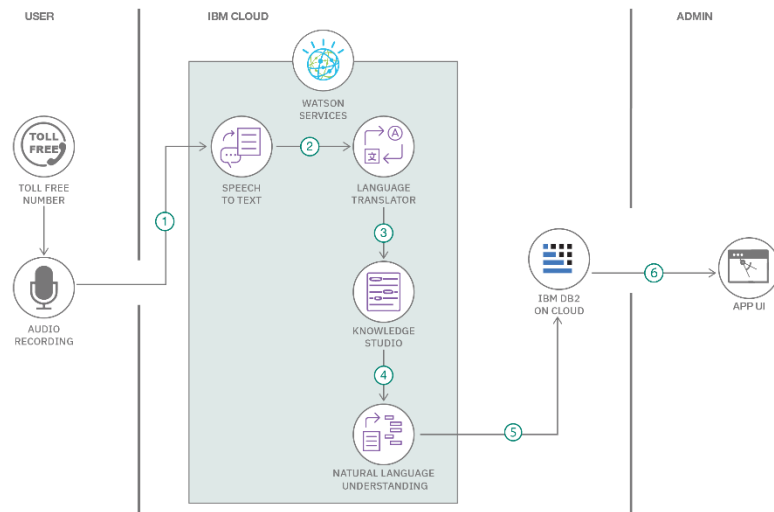 USER
IBM CLOUD
ADMIN
WATSON
SERVICES
TOLL
FREE
TOLL FREE
NUMBER
SPEECH
TO TEXT
2
A
文
LANGUAGE
TRANSLATOR
1
3
AUDIO
RECORDING
KNOWLEDGE
STUDIO
IBM DB2
ON CLOUD
6
APP UI
4
NATURAL LANGUAGE
UNDERSTANDING
5